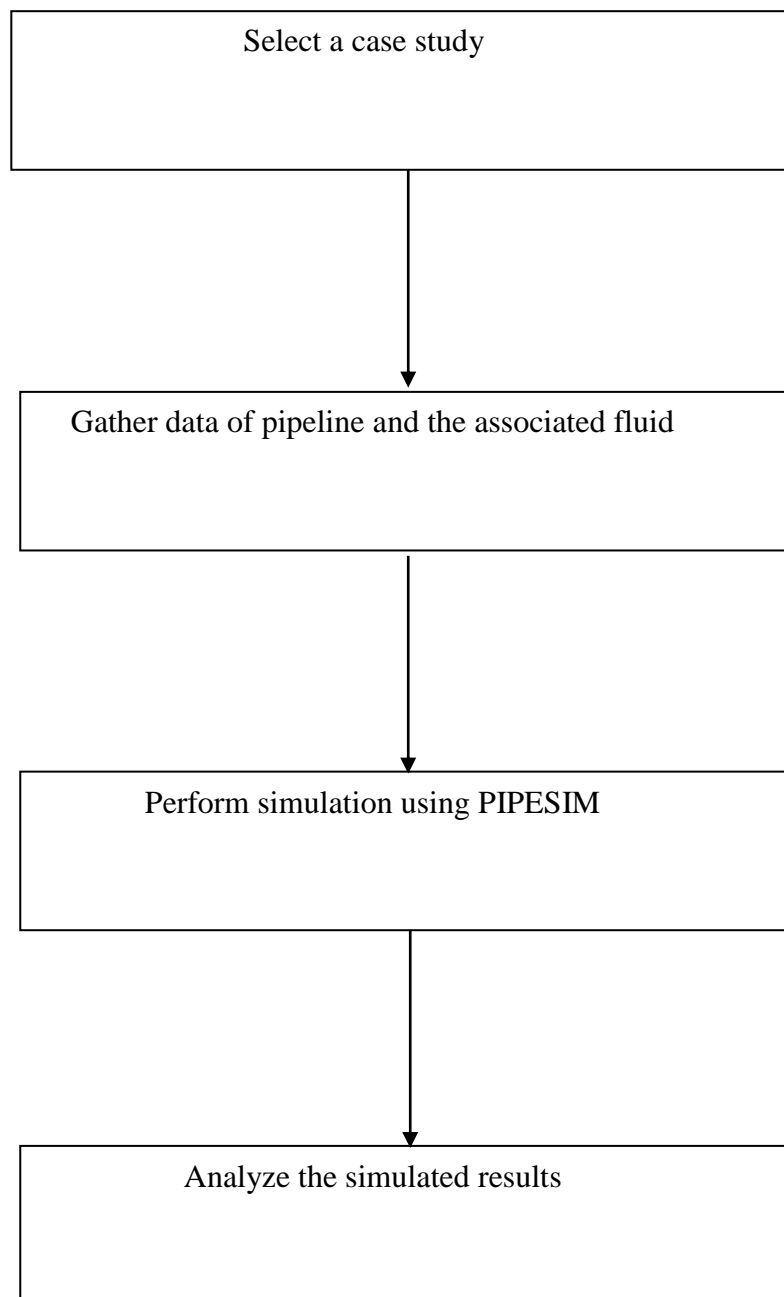 Select a case study
Gather data of pipeline and the associated fluid
Perform simulation using PIPESIM
Analyze the simulated results